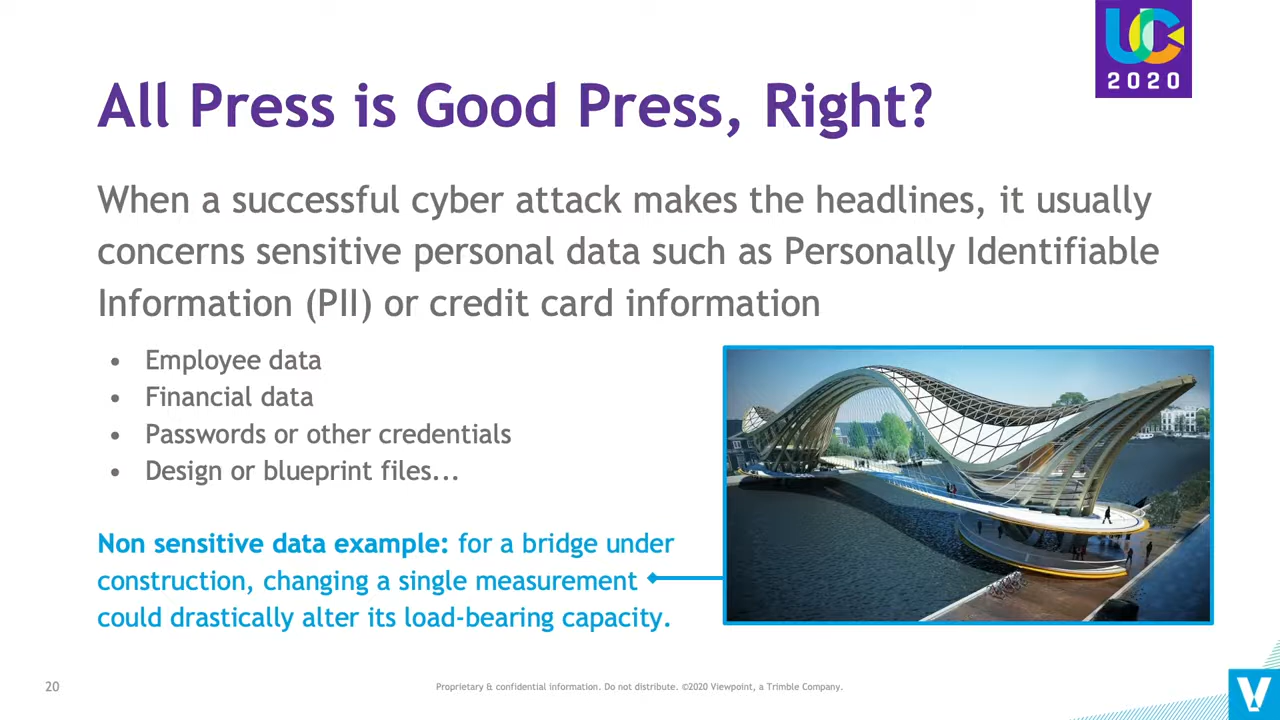 UC
2020
All Press is Good Press, Right?
When a successful cyber attack makes the headlines, it usually
concerns sensitive personal data such as Personally Identifiable
Information (PII) or credit card information
• Employee data
• Financial data
• Passwords or other credentials
• Design or blueprint files...
Non sensitive data example: for a bridge under
construction, changing a single measurement
could drastically alter its load-bearing capacity.
20
Proprietary & confidential information. Do not distribute. ©2020 Viewpoint, a Trimble Company.
V